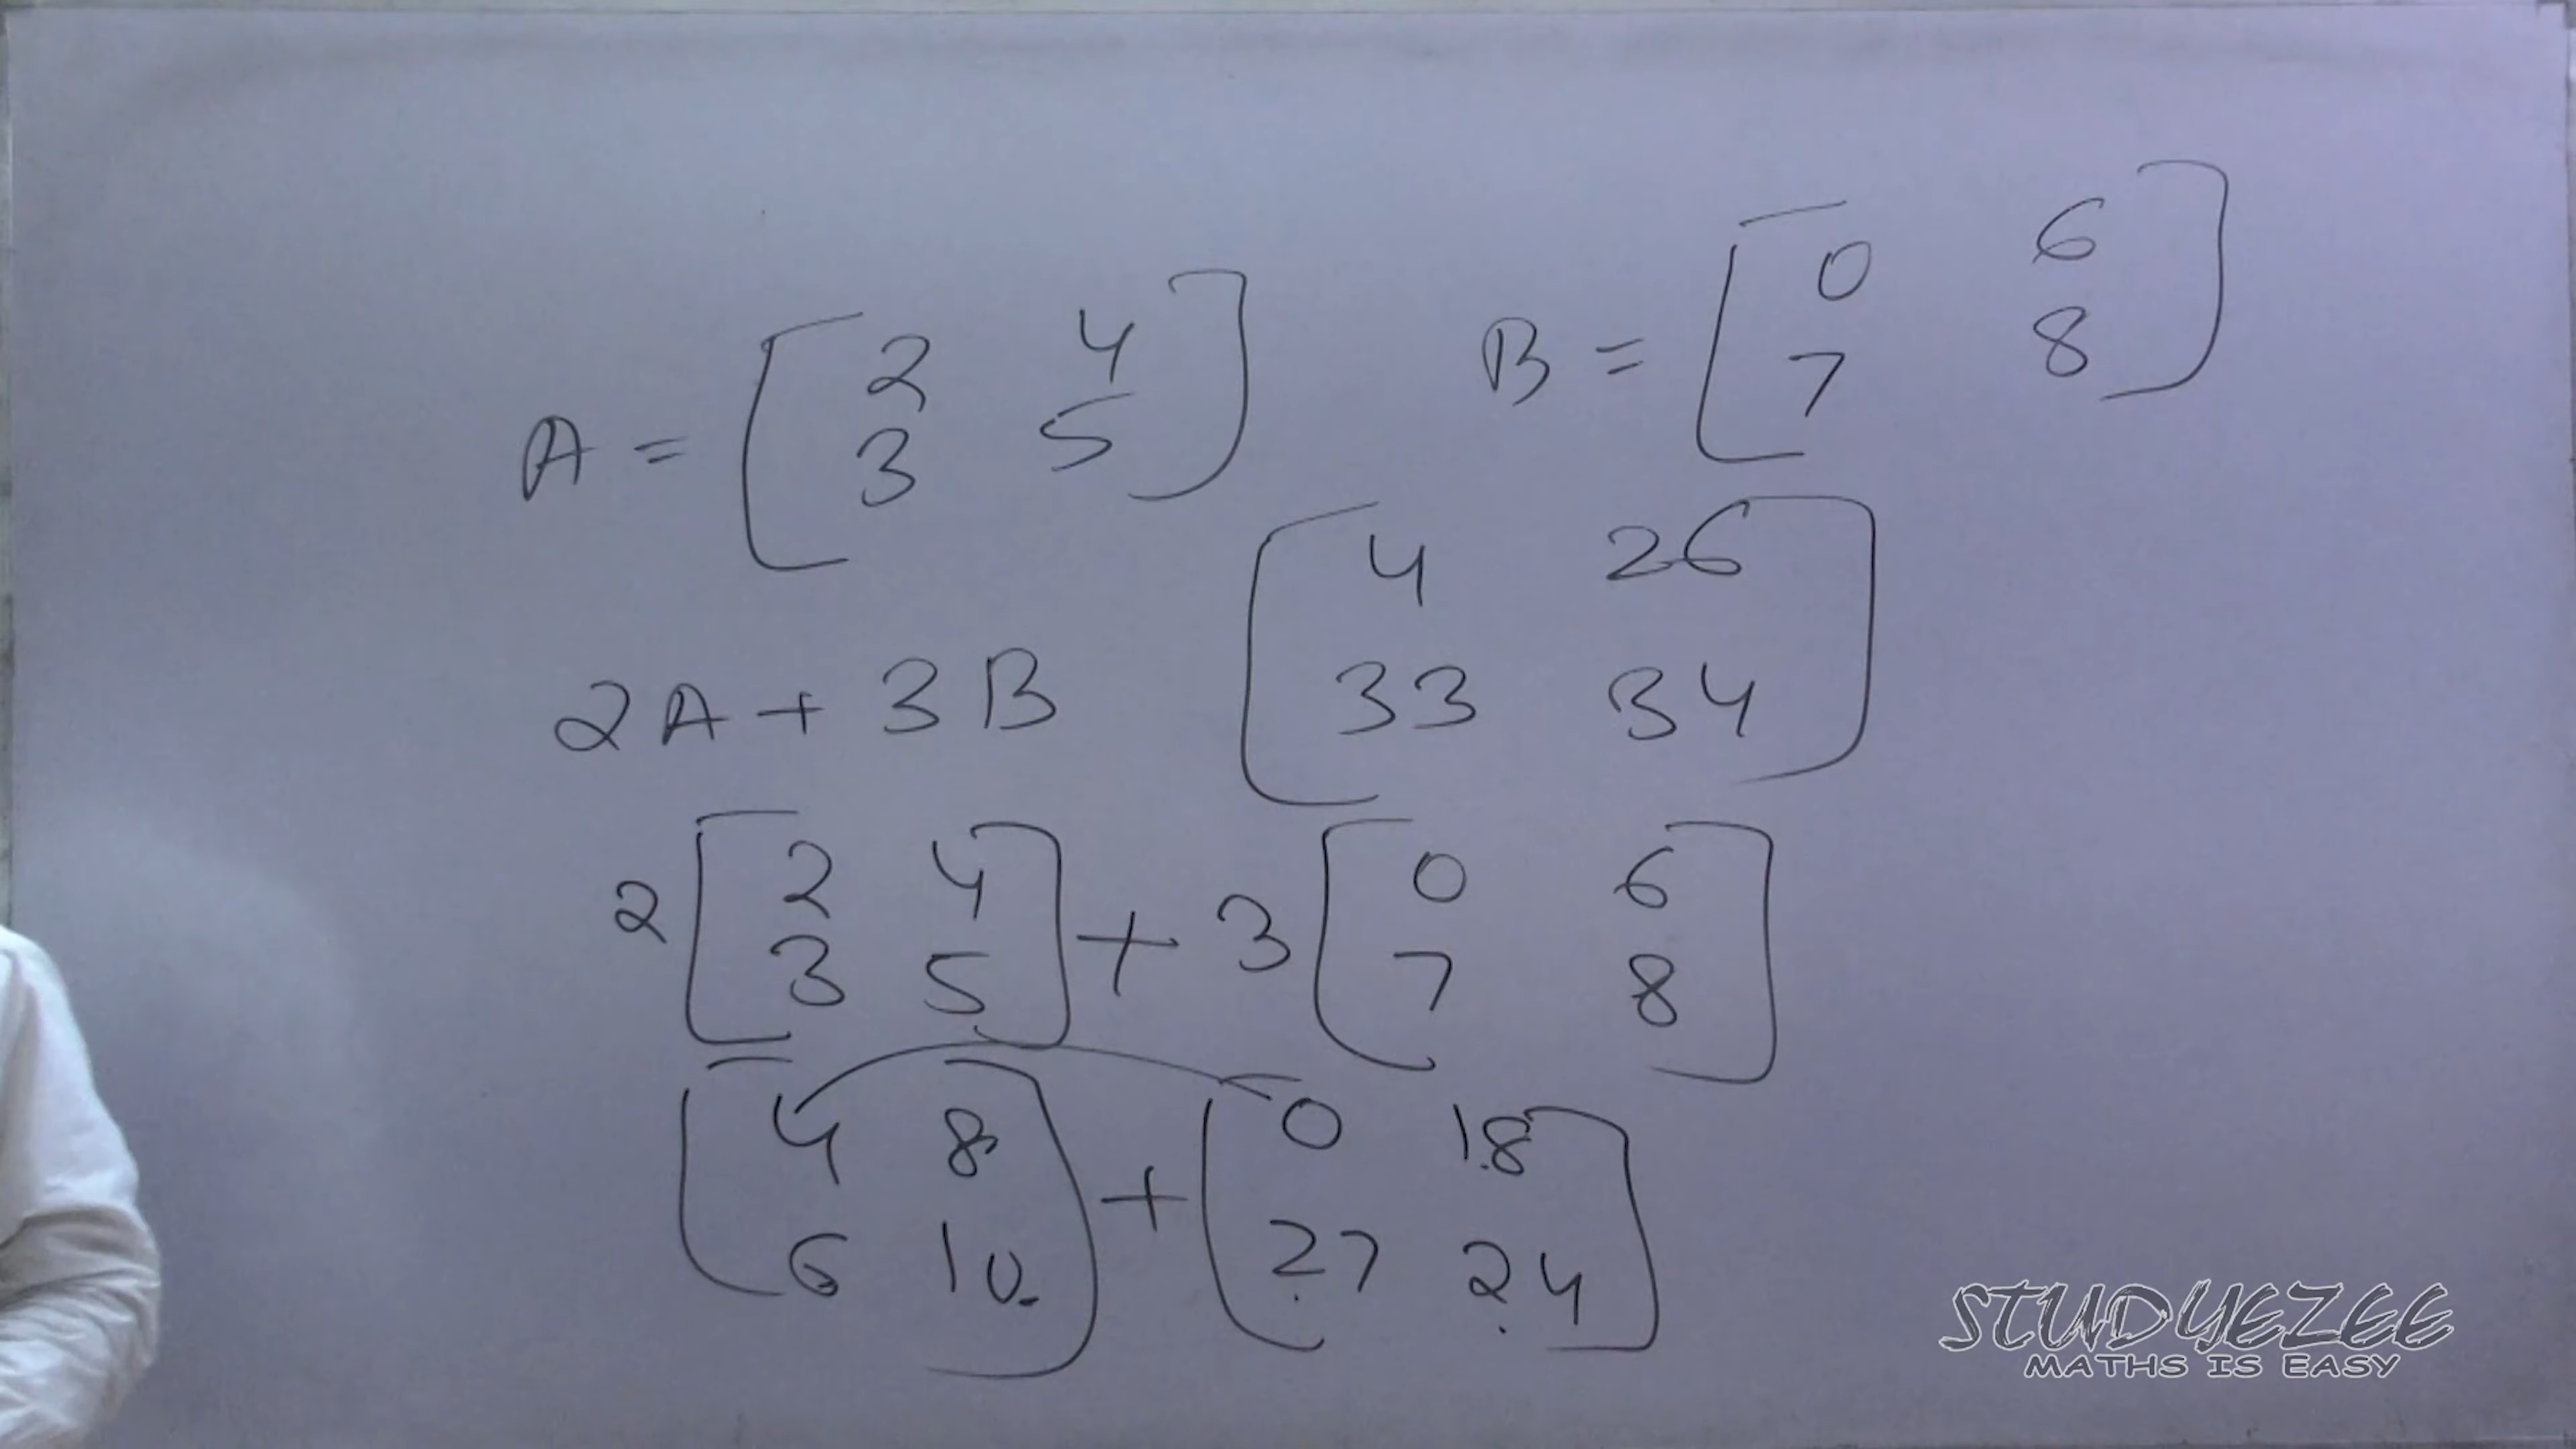 A = [ 2 4 B = [ 0 6
3 5 ] 7 8 ]
2A + 3B [ 4 26
33 34 ]
2 [ 2 4 + 3 [ 0 6
3 5 ] 7 8 ]
[ 4 8 + [ 0 18
6 10 ] 27 24 ]
STUDYEZEE
MATHS IS EASY